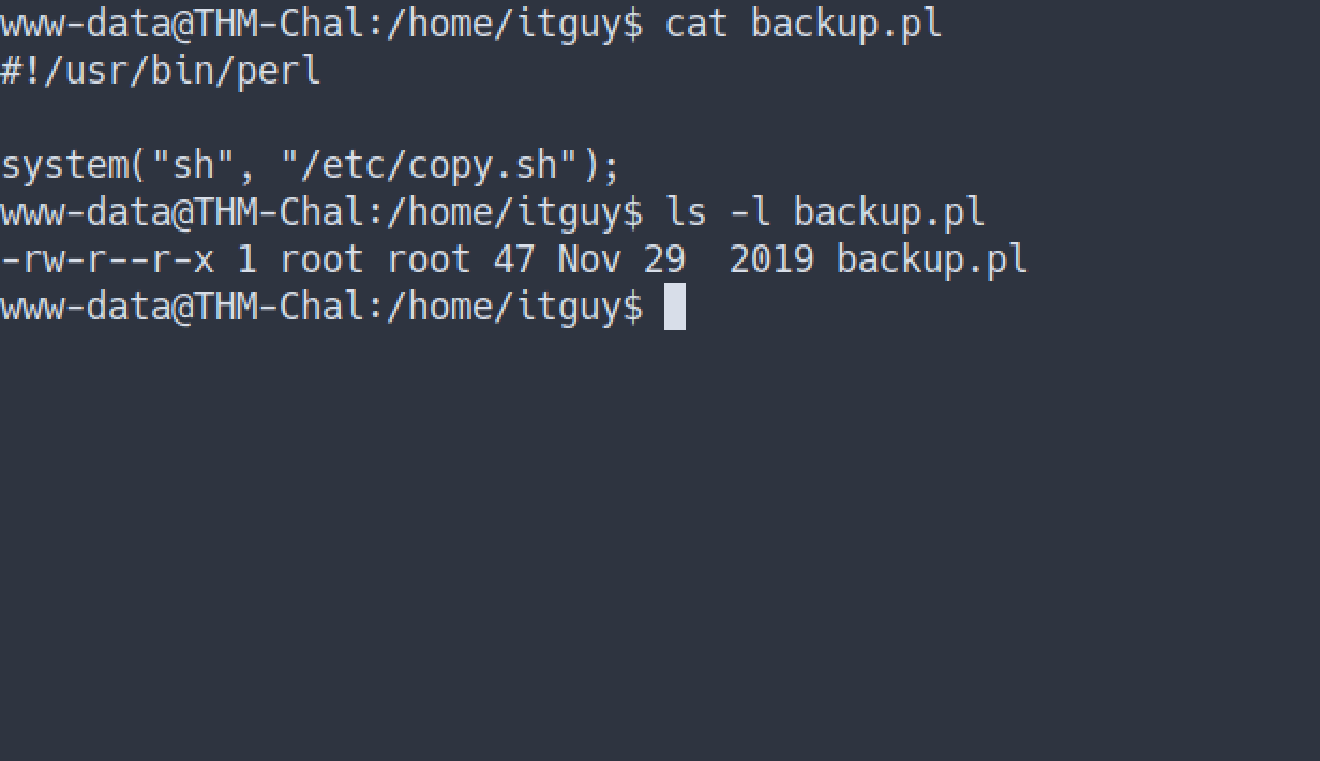 www-data@THM-Chal:/home/itguy$ cat backup.pl
#!/usr/bin/perl
system("sh", "/etc/copy.sh");
www-data@THM-Chal:/home/itguy$ ls -l backup.pl
-rw-r--r-x 1 root root 47 Nov 29  2019 backup.pl
www-data@THM-Chal:/home/itguy$